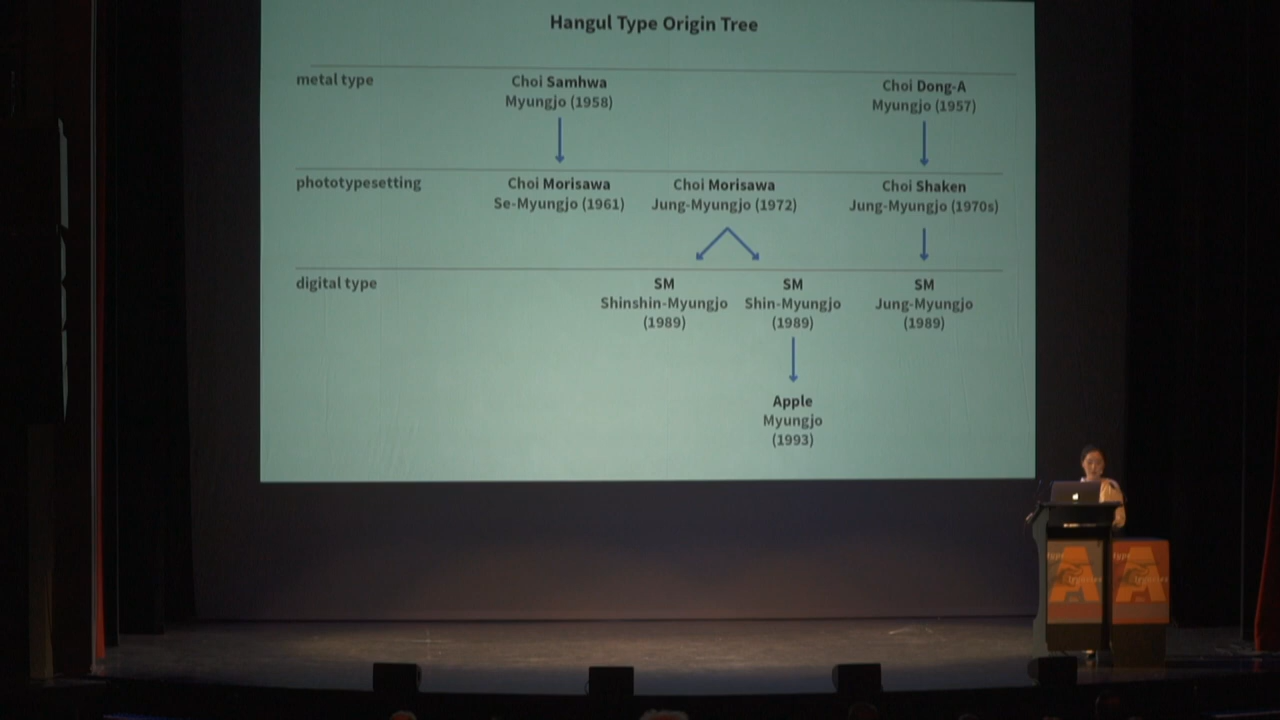 Hangul Type Origin Tree
metal type
Choi Samhwa
Myungjo (1958)
Choi Dong-A
Myungjo (1957)
phototypesetting
Choi Morisawa
Se-Myungjo (1961)
Choi Morisawa
Jung-Myungjo (1972)
Choi Shaken
Jung-Myungjo (1970s)
digital type
SM
Shinshin-Myungjo
(1989)
SM
Shin-Myungjo
(1989)
SM
Jung-Myungjo
(1989)
Apple
Myungjo
(1993)
type
A
type
A